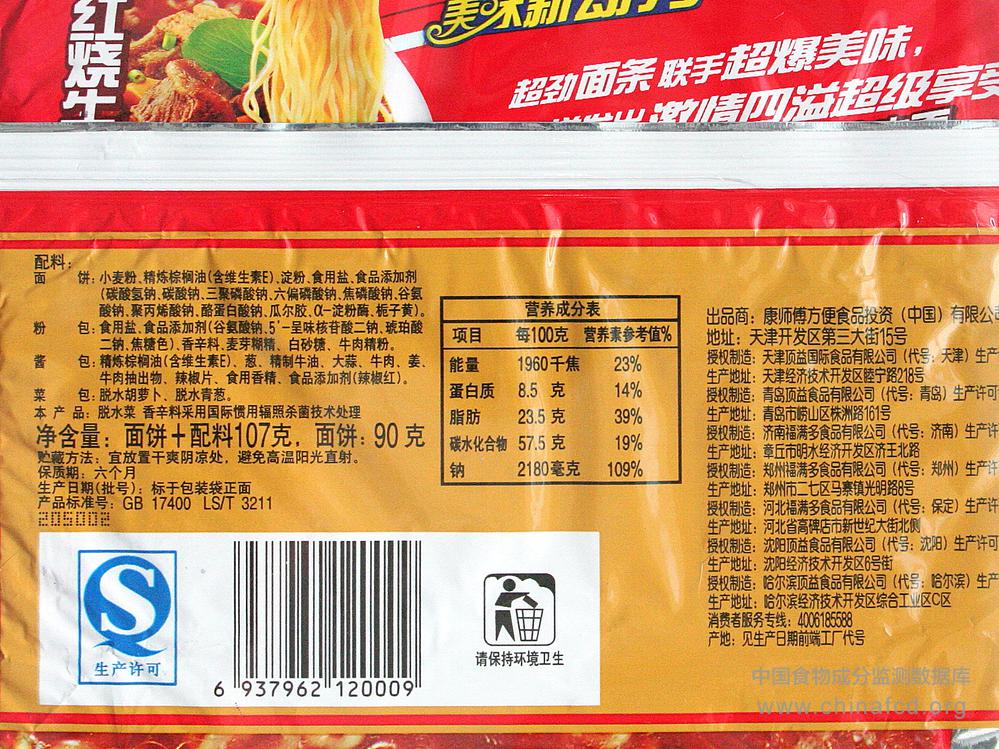 红烧牛
美味新动力
超劲面条 联手超爆美味，
激情四溢超级享受
配料：
面 饼：小麦粉、精炼棕榈油(含维生素E)、淀粉、食用盐、食品添加剂
(碳酸氢钠、碳酸钠、三聚磷酸钠、六偏磷酸钠、焦磷酸钠、谷氨
酸钠、聚丙烯酸钠、酪蛋白酸钠、瓜尔胶、α-淀粉酶、栀子黄)。
粉 包：食用盐、食品添加剂(谷氨酸钠、5'-呈味核苷酸二钠、琥珀酸
二钠、焦糖色)、香辛料、麦芽糊精、白砂糖、牛肉精粉。
酱 包：精炼棕榈油(含维生素E)、葱、精制牛油、大蒜、牛肉、姜、
牛肉抽出物、辣椒片、食用香精、食品添加剂(辣椒红)。
菜 包：脱水胡萝卜、脱水青葱。
本 产 品：脱水菜 香辛料采用国际惯用辐照杀菌技术处理
净含量：面饼＋配料107克，面饼：90 克
贮藏方法：宜放置干爽阴凉处，避免高温阳光直射。
保质期：六个月
生产日期(批号)：标于包装袋正面
产品标准号：GB 17400 LS/T 3211
205002
营养成分表
项目 每100克 营养素参考值%
能量 1960千焦 23%
蛋白质 8.5 克 14%
脂肪 23.5 克 39%
碳水化合物 57.5 克 19%
钠 2180毫克 109%
出品商：康师傅方便食品投资（中国）有限公
地址：天津开发区第三大街15号
授权制造：天津顶益国际食品有限公司（代号：天津）生产
生产地址：天津经济技术开发区睦宁路218号
授权制造：青岛顶益食品有限公司（代号：青岛）生产许可
生产地址：青岛市崂山区株洲路161号
授权制造：济南福满多食品有限公司（代号：济南）生产许
生产地址：章丘市明水经济开发区济王北路
授权制造：郑州福满多食品有限公司（代号：郑州）生产许
生产地址：郑州市二七区马寨镇光明路8号
授权制造：河北福满多食品有限公司（代号：保定）生产许
生产地址：河北省高碑店市新世纪大街北侧
授权制造：沈阳顶益食品有限公司（代号：沈阳）生产许可
生产地址：沈阳经济技术开发区6号街
授权制造：哈尔滨顶益食品有限公司（代号：哈尔滨）生产
生产地址：哈尔滨经济技术开发区综合工业区C区
消费者服务专线：4006185588
产地：见生产日期前端工厂代号
生产许可
6 937962 120009
请保持环境卫生
中国食物成分监测数据库
www.chinafcd.org